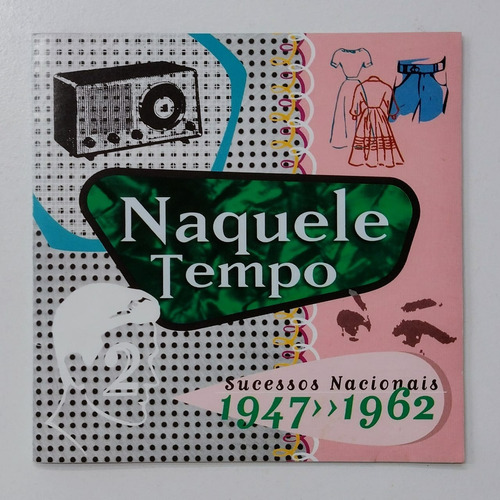 Naquele
Tempo
2
Sucessos Nacionais
1947>>1962